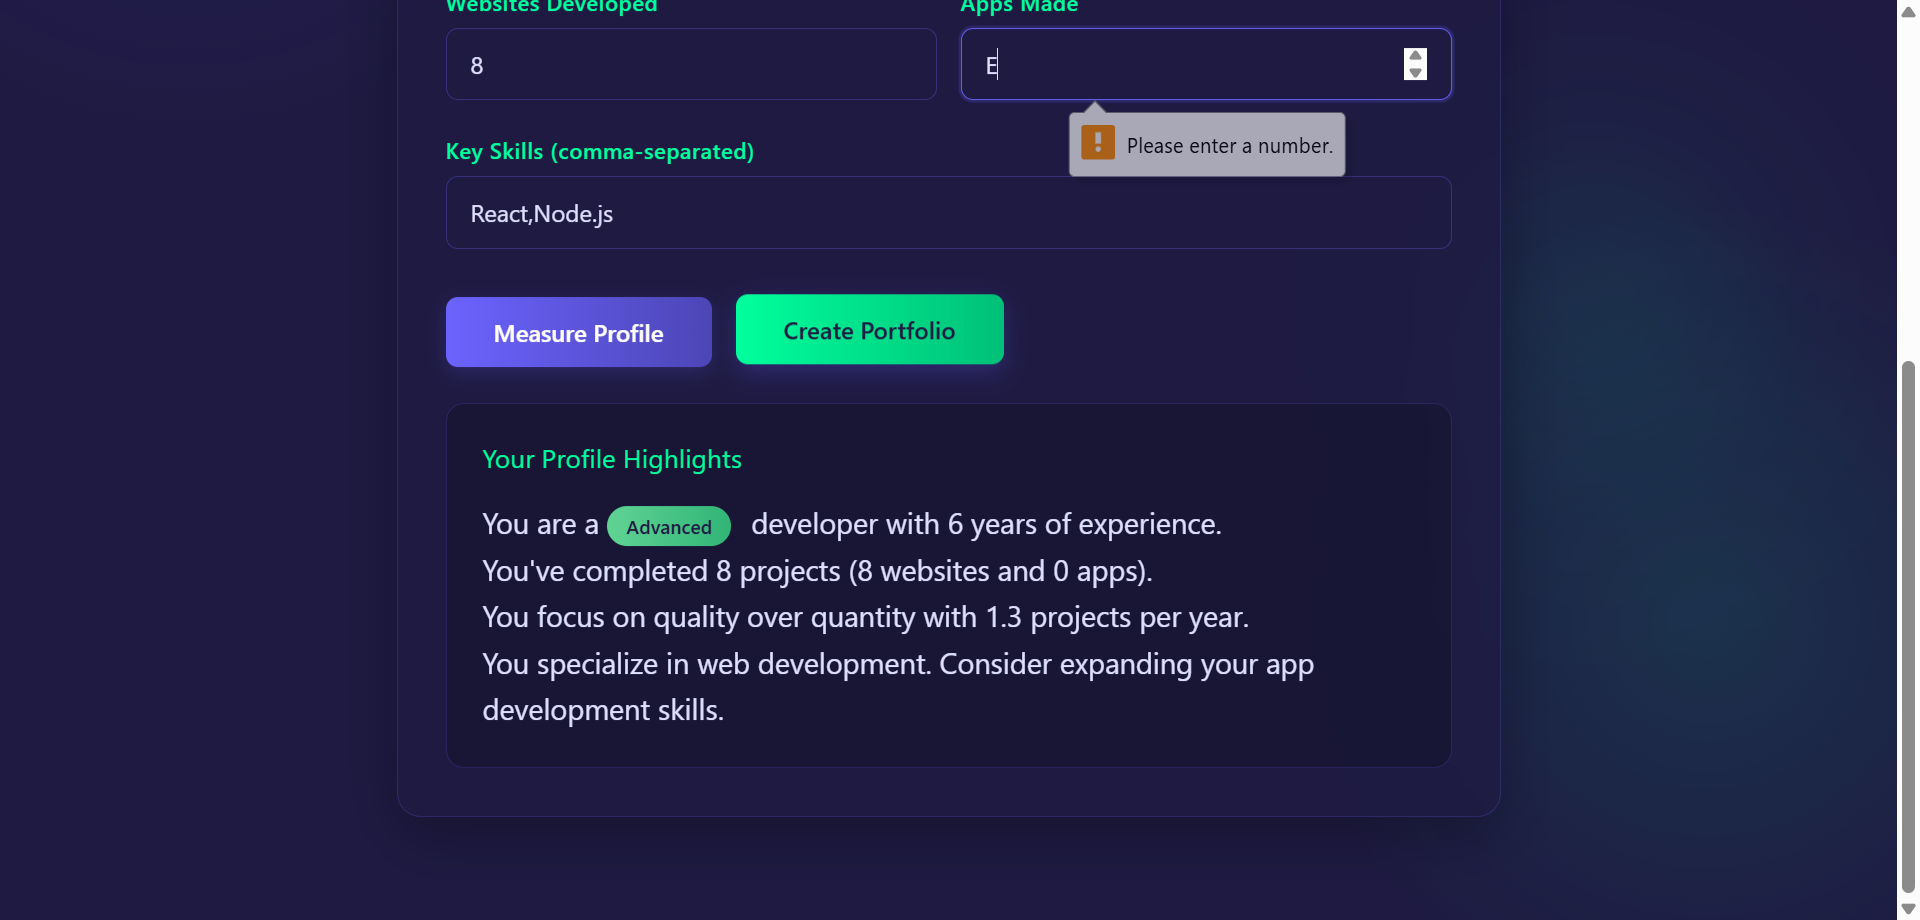 Websites Developed
Apps Made
8
E
Please enter a number.
Key Skills (comma-separated)
React,Node.js
Measure Profile
Create Portfolio
Your Profile Highlights
You are a Advanced developer with 6 years of experience.
You've completed 8 projects (8 websites and 0 apps).
You focus on quality over quantity with 1.3 projects per year.
You specialize in web development. Consider expanding your app
development skills.